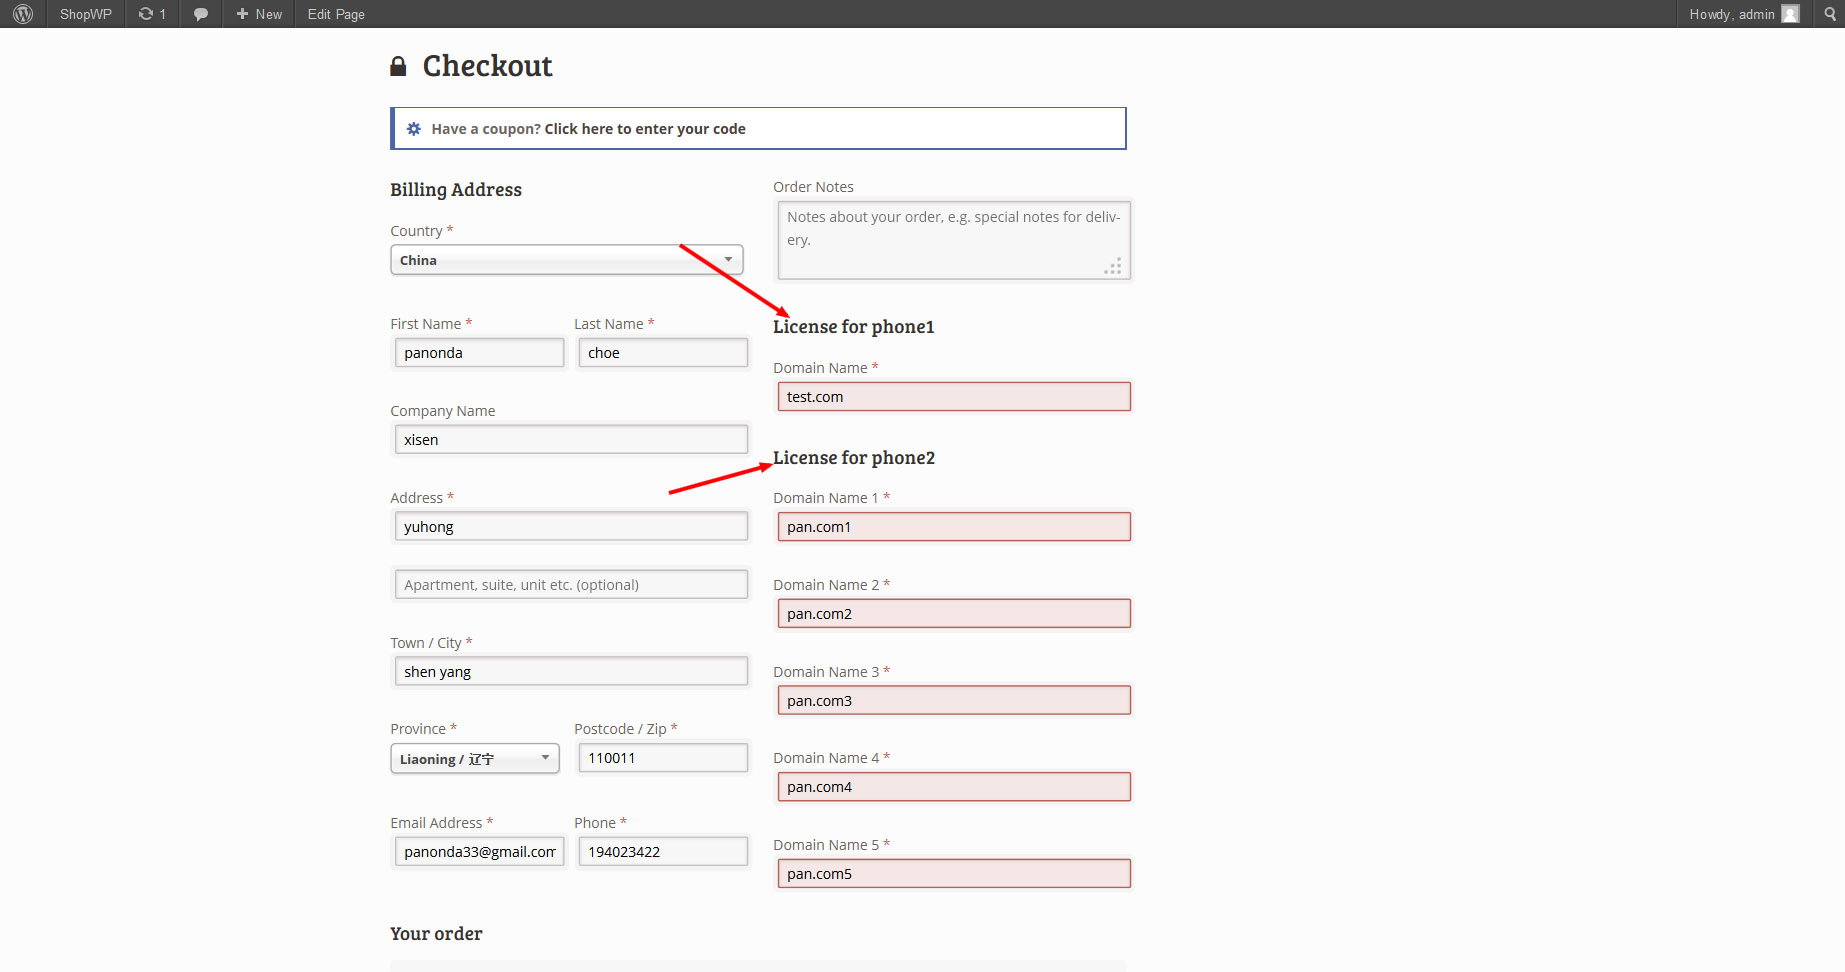 ShopWP 1 New Edit Page Howdy, admin
Checkout
Have a coupon? Click here to enter your code
Billing Address
Country *
China
First Name * Last Name *
panonda choe
Company Name
xisen
Address *
yuhong
Apartment, suite, unit etc. (optional)
Town / City *
shen yang
Province * Postcode / Zip *
Liaoning / 辽宁 110011
Email Address * Phone *
panonda33@gmail.com 194023422
Order Notes
Notes about your order, e.g. special notes for deliv-
ery.
License for phone1
Domain Name *
test.com
License for phone2
Domain Name 1 *
pan.com1
Domain Name 2 *
pan.com2
Domain Name 3 *
pan.com3
Domain Name 4 *
pan.com4
Domain Name 5 *
pan.com5
Your order